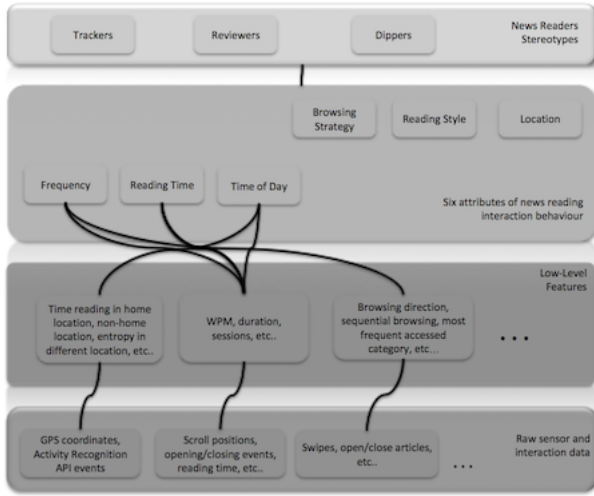 Trackers
Reviewers
Dippers
News Readers
Stereotypes
Browsing
Strategy
Reading Style
Location
Frequency
Reading Time
Time of Day
Six attributes of news reading
interaction behaviour
Low-Level
Features
Time reading in home
location, non-home
location, entropy in
different location, etc..
WPM, duration,
sessions, etc..
Browsing direction,
sequential browsing, most
frequent accessed
category, etc...
...
GPS coordinates,
Activity Recognition
API events
Scroll positions,
opening/closing events,
reading time, etc..
Swipes, open/close articles,
etc..
...
Raw sensor and
interaction data